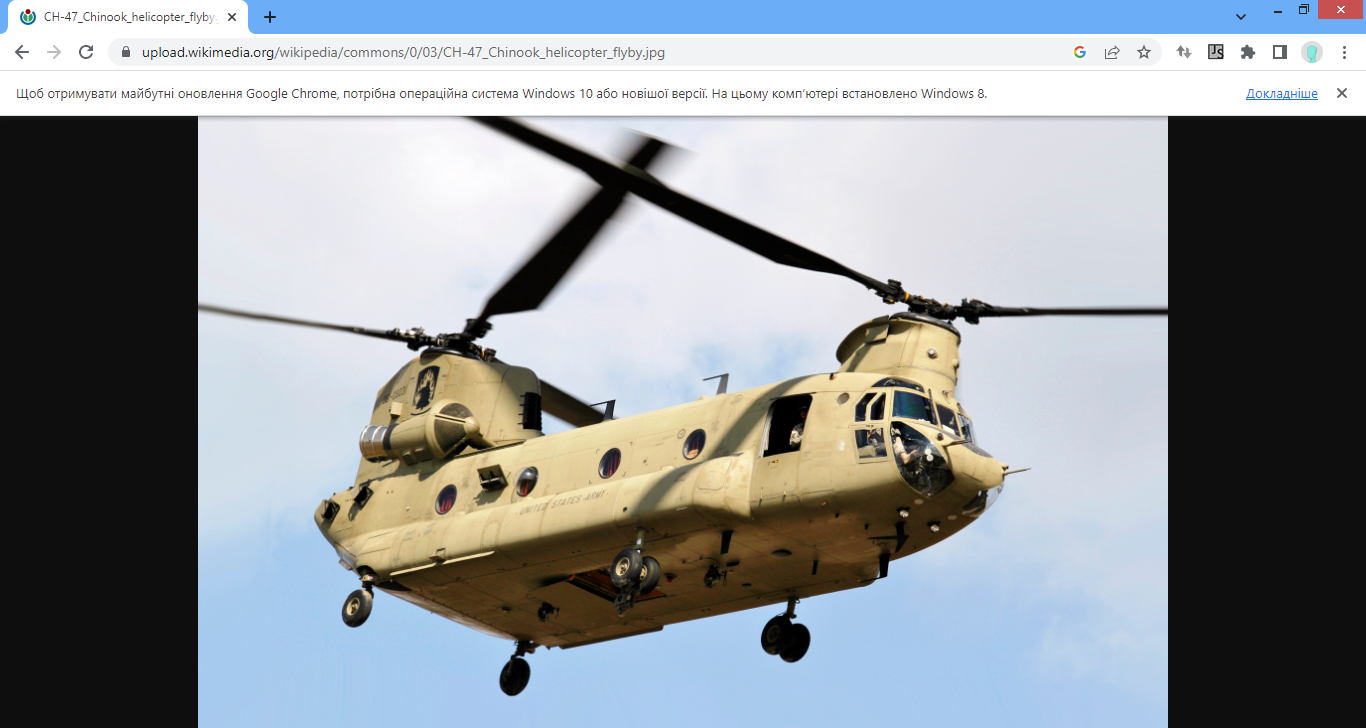 CH-47_Chinook_helicopter_flyby.
upload.wikimedia.org/wikipedia/commons/0/03/CH-47_Chinook_helicopter_flyby.jpg
JS
Щоб отримувати майбутні оновлення Google Chrome, потрібна операційна система Windows 10 або новішої версії. На цьому комп’ютері встановлено Windows 8.
Докладніше
UNITED STATES ARMY